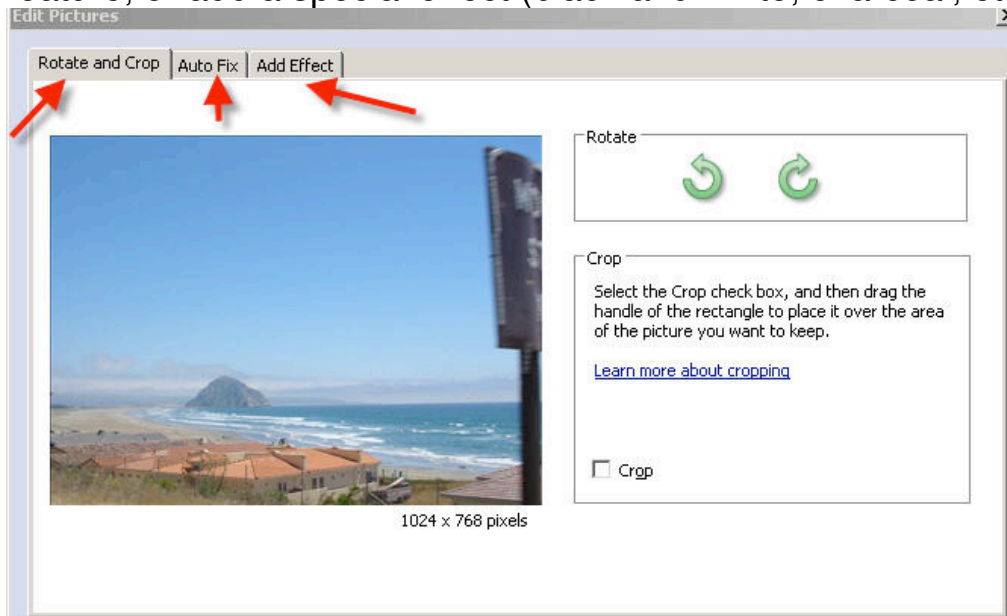 Edit Pictures
Rotate and Crop Auto Fix Add Effect
Rotate
Crop
Select the Crop check box, and then drag the
handle of the rectangle to place it over the area
of the picture you want to keep.
Learn more about cropping
Crop
1024 x 768 pixels